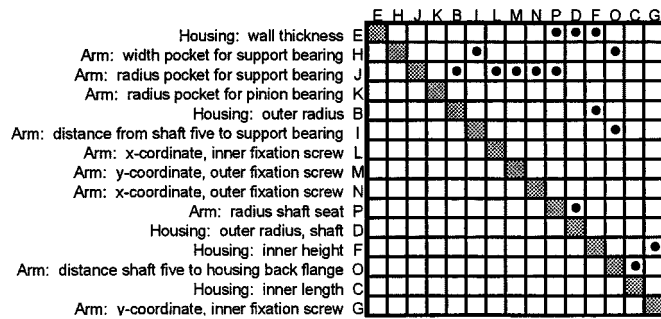 E H J K B I L M N P D F O C G
Housing: wall thickness E
Arm: width pocket for support bearing H
Arm: radius pocket for support bearing J
Arm: radius pocket for pinion bearing K
Housing: outer radius B
Arm: distance from shaft five to support bearing I
Arm: x-coordinate, inner fixation screw L
Arm: y-coordinate, outer fixation screw M
Arm: x-coordinate, outer fixation screw N
Arm: radius shaft seat P
Housing: outer radius, shaft D
Housing: inner height F
Arm: distance shaft five to housing back flange O
Housing: inner length C
Arm: y-coordinate, inner fixation screw G